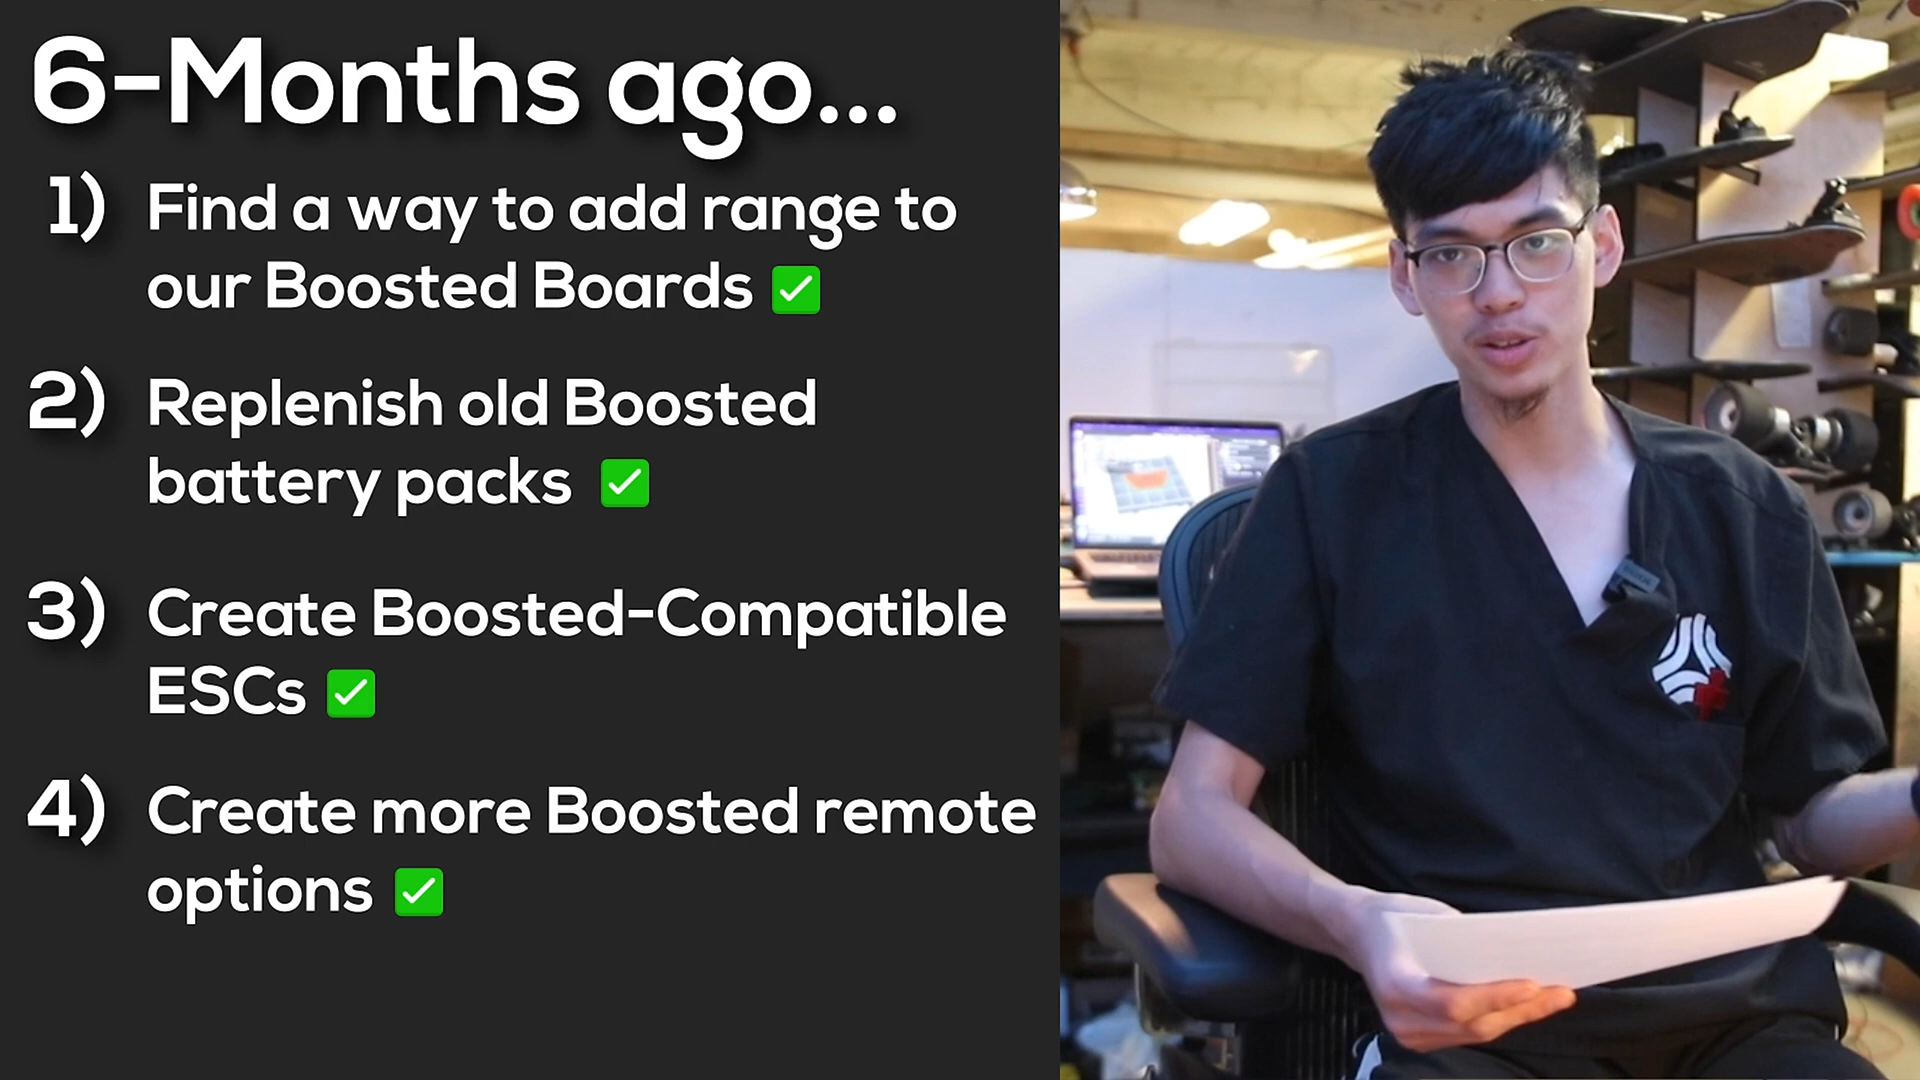 6-Months ago...
1) Find a way to add range to
our Boosted Boards ✅
2) Replenish old Boosted
battery packs ✅
3) Create Boosted-Compatible
ESCs ✅
4) Create more Boosted remote
options ✅